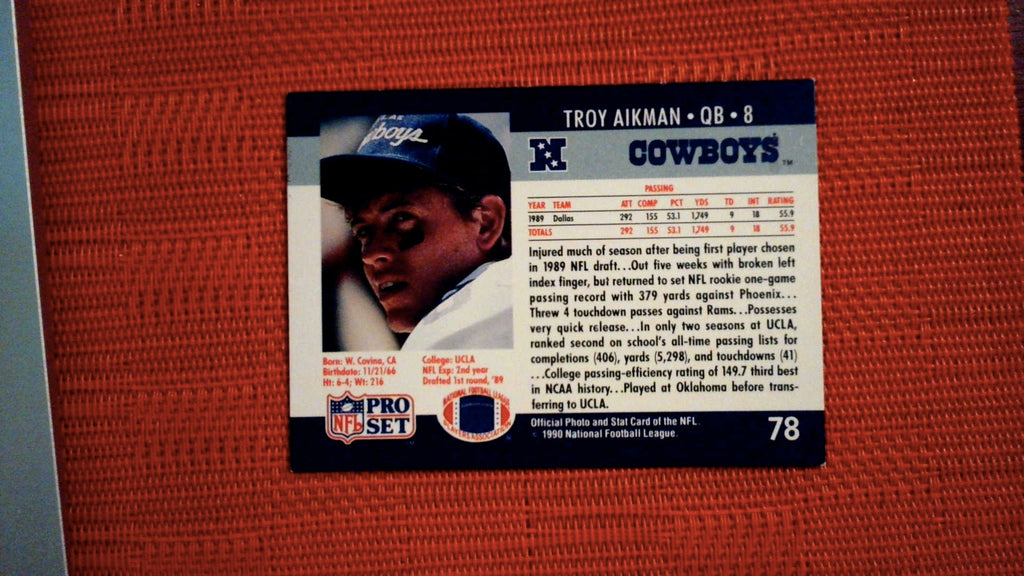 TROY AIKMAN • QB • 8
COWBOYS™
boys
PASSING
YEAR TEAM ATT COMP PCT YDS TD INT RATING
1989 Dallas 292 155 53.1 1,749 9 18 55.9
TOTALS 292 155 53.1 1,749 9 18 55.9
Injured much of season after being first player chosen
in 1989 NFL draft...Out five weeks with broken left
index finger, but returned to set NFL rookie one-game
passing record with 379 yards against Phoenix...
Threw 4 touchdown passes against Rams...Possesses
very quick release...In only two seasons at UCLA,
ranked second on school's all-time passing lists for
completions (406), yards (5,298), and touchdowns (41)
...College passing-efficiency rating of 149.7 third best
in NCAA history...Played at Oklahoma before trans-
ferring to UCLA.
Born: W. Covina, CA
Birthdate: 11/21/66
Ht: 6-4; Wt: 216
College: UCLA
NFL Exp: 2nd year
Drafted 1st round, '89
NFL
PRO
SET
NATIONAL FOOTBALL LEAGUE
PLAYERS ASSOCIATION
Official Photo and Stat Card of the NFL.
© 1990 National Football League.
78